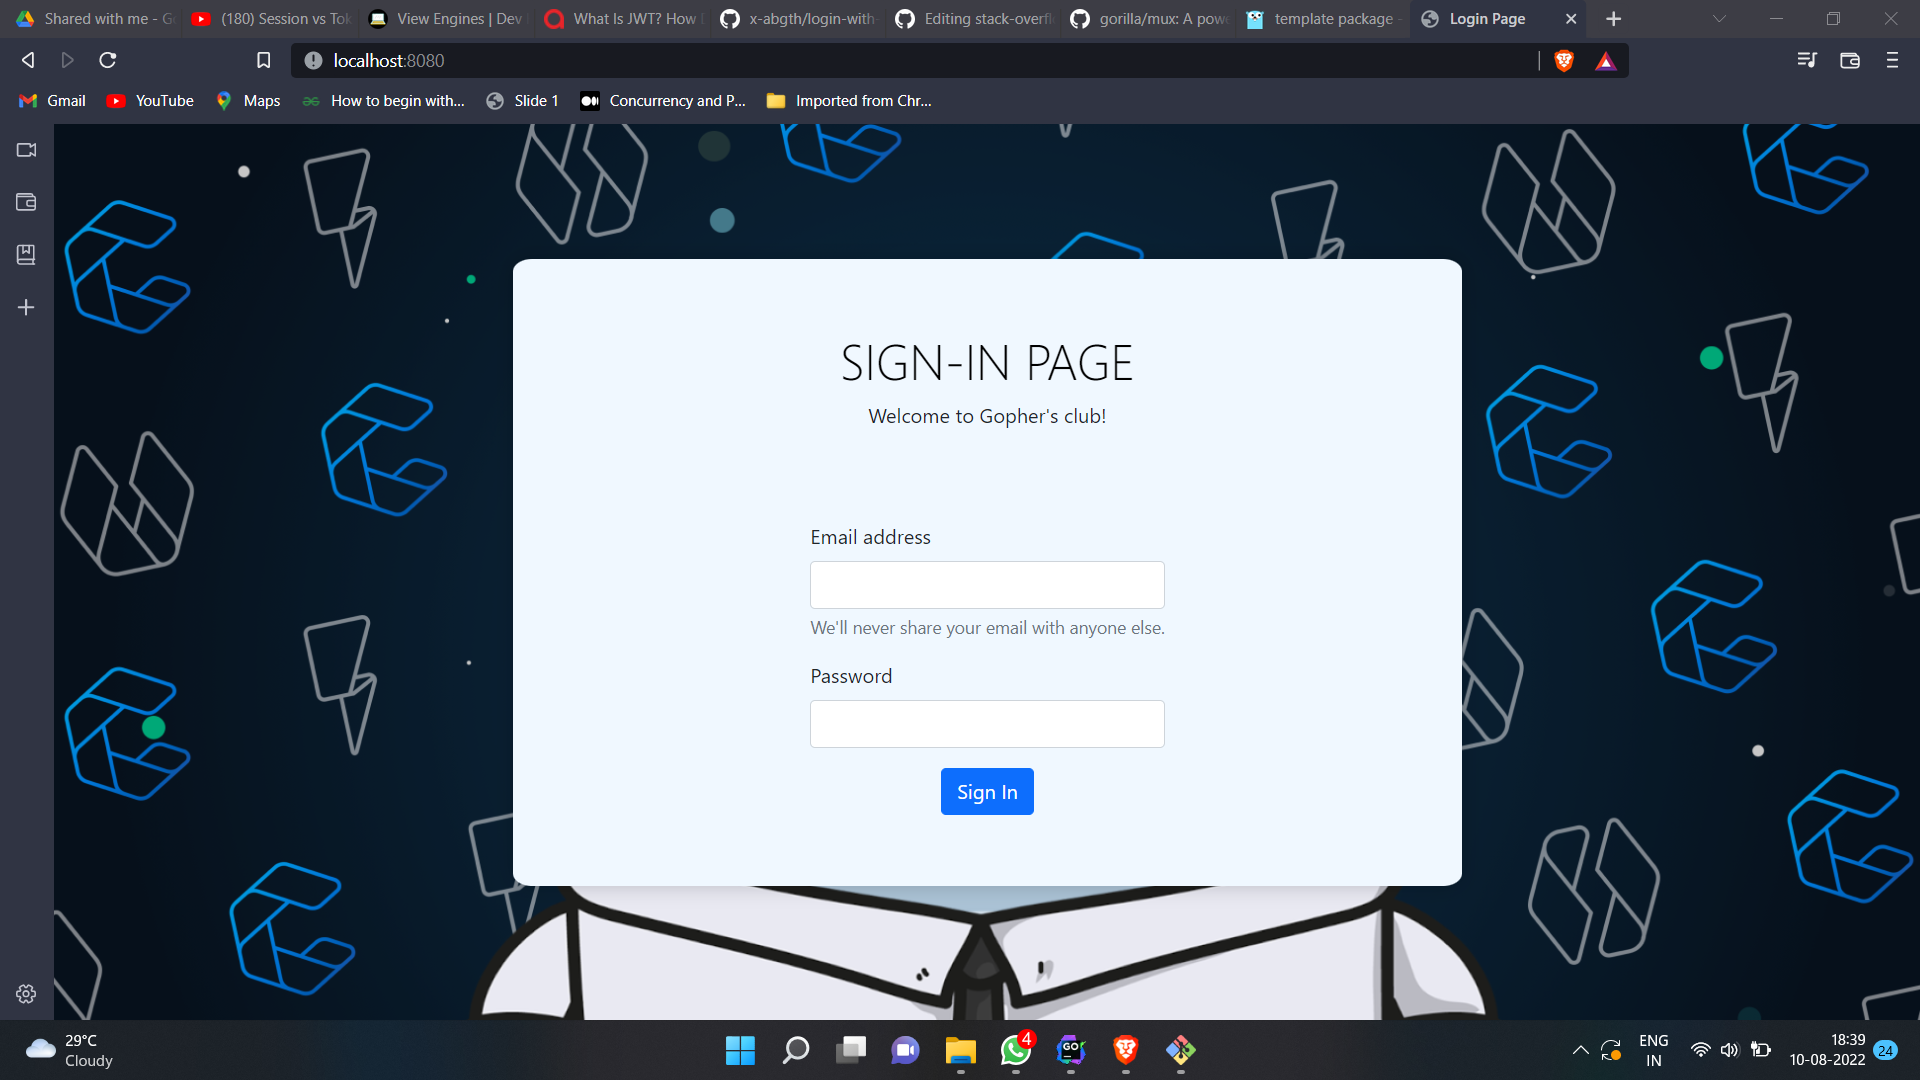 Shared with me - G
(180) Session vs Tok
View Engines | Dev
What Is JWT? How
x-abgth/login-with-
Editing stack-overfl
gorilla/mux: A pow
template package -
Login Page
localhost:8080
Gmail
YouTube
Maps
How to begin with...
Slide 1
Concurrency and P...
Imported from Chr...
SIGN-IN PAGE
Welcome to Gopher's club!
Email address
We'll never share your email with anyone else.
Password
Sign In
29°C
Cloudy
4
GO
ENG
IN
18:39
10-08-2022
24